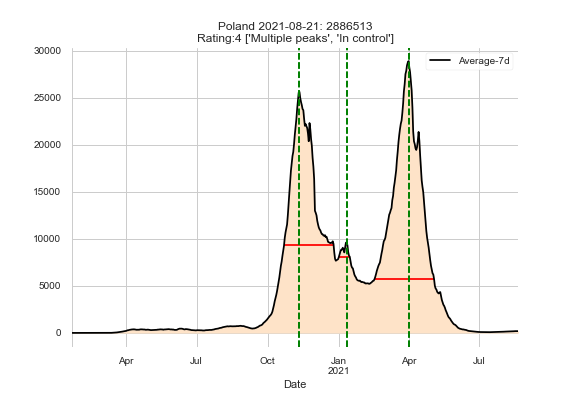 Poland 2021-08-21: 2886513
Rating:4 ['Multiple peaks', 'In control']
Average-7d
30000
25000
20000
15000
10000
5000
0
Apr
Jul
Oct
Jan
2021
Apr
Jul
Date